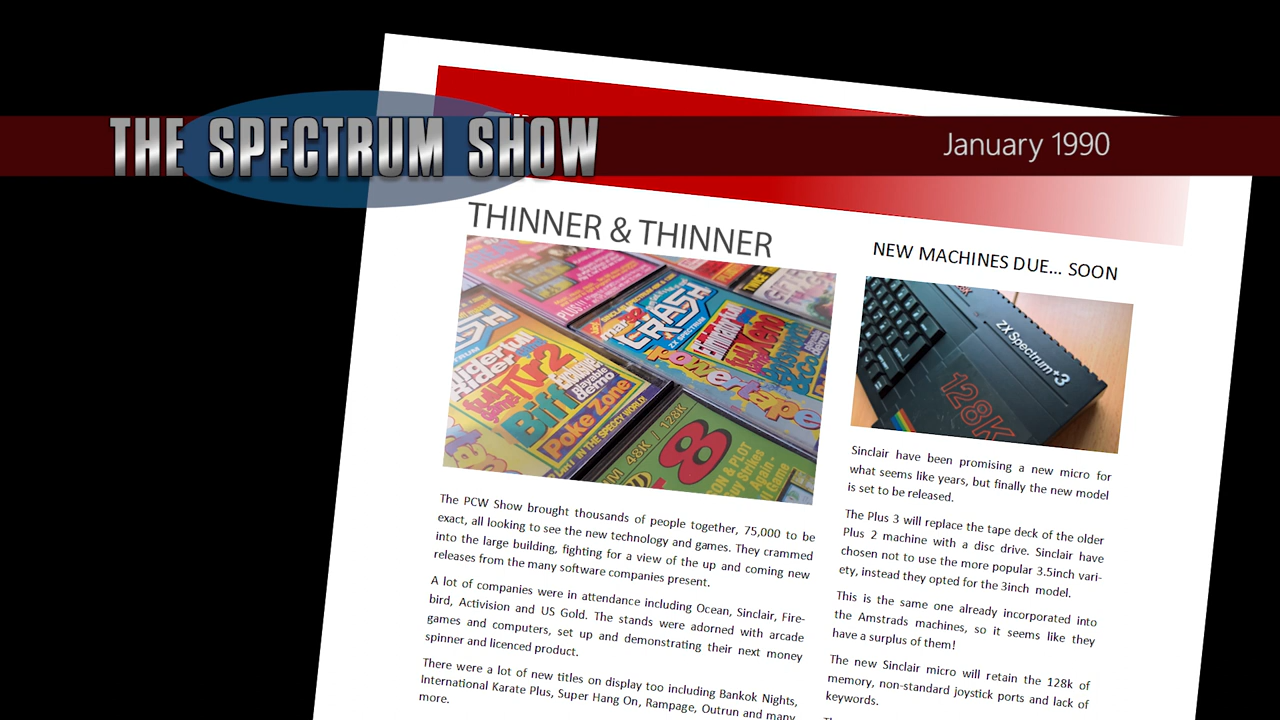 THE SPECTRUM SHOW
January 1990
THINNER & THINNER
CRASH
ZX SPECTRUM
powertape
Poke Zone
IN THE SPECCY WORLD!
48K
128K
8
The PCW Show brought thousands of people together, 75,000 to be
exact, all looking to see the new technology and games. They crammed
into the large building, fighting for a view of the up and coming new
releases from the many software companies present.
A lot of companies were in attendance including Ocean, Sinclair, Fire-
bird, Activision and US Gold. The stands were adorned with arcade
games and computers, set up and demonstrating their next money
spinner and licenced product.
There were a lot of new titles on display too including Bankok Nights,
International Karate Plus, Super Hang On, Rampage, Outrun and many
more.
NEW MACHINES DUE... SOON
ZX Spectrum +3
128K
Sinclair have been promising a new micro for
what seems like years, but finally the new model
is set to be released.
The Plus 3 will replace the tape deck of the older
Plus 2 machine with a disc drive. Sinclair have
chosen not to use the more popular 3.5inch vari-
ety, instead they opted for the 3inch model.
This is the same one already incorporated into
the Amstrads machines, so it seems like they
have a surplus of them!
The new Sinclair micro will retain the 128k of
memory, non-standard joystick ports and lack of
keywords.